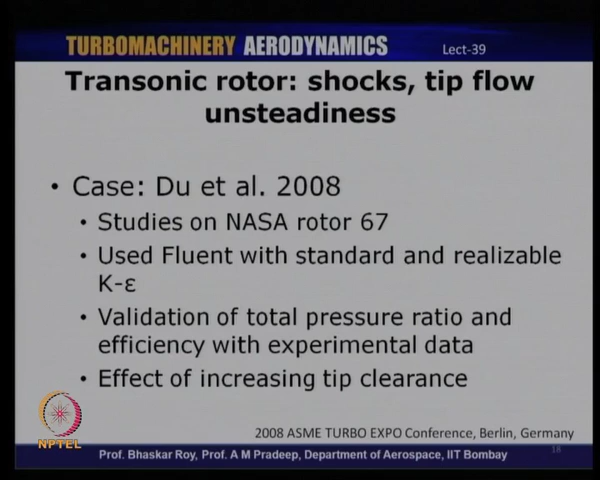 TURBOMACHINERY AERODYNAMICS
Lect-39
Transonic rotor: shocks, tip flow
unsteadiness
• Case: Du et al. 2008
• Studies on NASA rotor 67
• Used Fluent with standard and realizable
K-ε
• Validation of total pressure ratio and
efficiency with experimental data
• Effect of increasing tip clearance
NPTEL
2008 ASME TURBO EXPO Conference, Berlin, Germany
Prof. Bhaskar Roy, Prof. A M Pradeep, Department of Aerospace, IIT Bombay
18